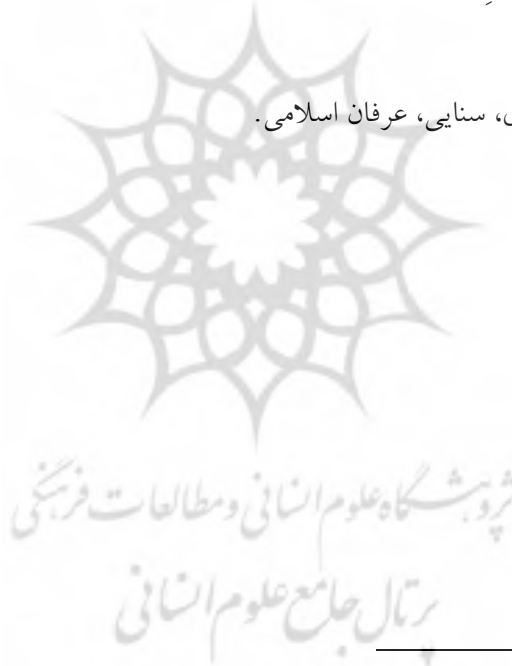 ، سنایی، عرفان اسلامی.
پژوهشگاه علوم انسانی و مطالعات فرهنگی
پرتال جامع علوم انسانی